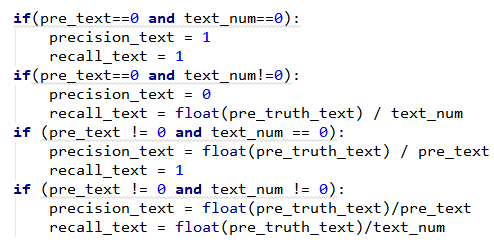 if(pre_text==0 and text_num==0):
    precision_text = 1
    recall_text = 1
if(pre_text==0 and text_num!=0):
    precision_text = 0
    recall_text = float(pre_truth_text) / text_num
if (pre_text != 0 and text_num == 0):
    precision_text = float(pre_truth_text) / pre_text
    recall_text = 1
if (pre_text != 0 and text_num != 0):
    precision_text = float(pre_truth_text)/pre_text
    recall_text = float(pre_truth_text)/text_num